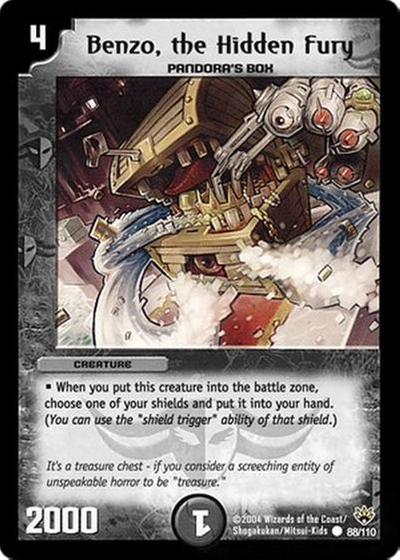 4
Benzo, the Hidden Fury
PANDORA'S BOX
CREATURE
▪ When you put this creature into the battle zone,
choose one of your shields and put it into your hand.
(You can use the "shield trigger" ability of that shield.)
It's a treasure chest - if you consider a screeching entity of
unspeakable horror to be "treasure."
2000
1
©2004 Wizards of the Coast/
Shogakukan/Mitsui-Kids ● 88/110